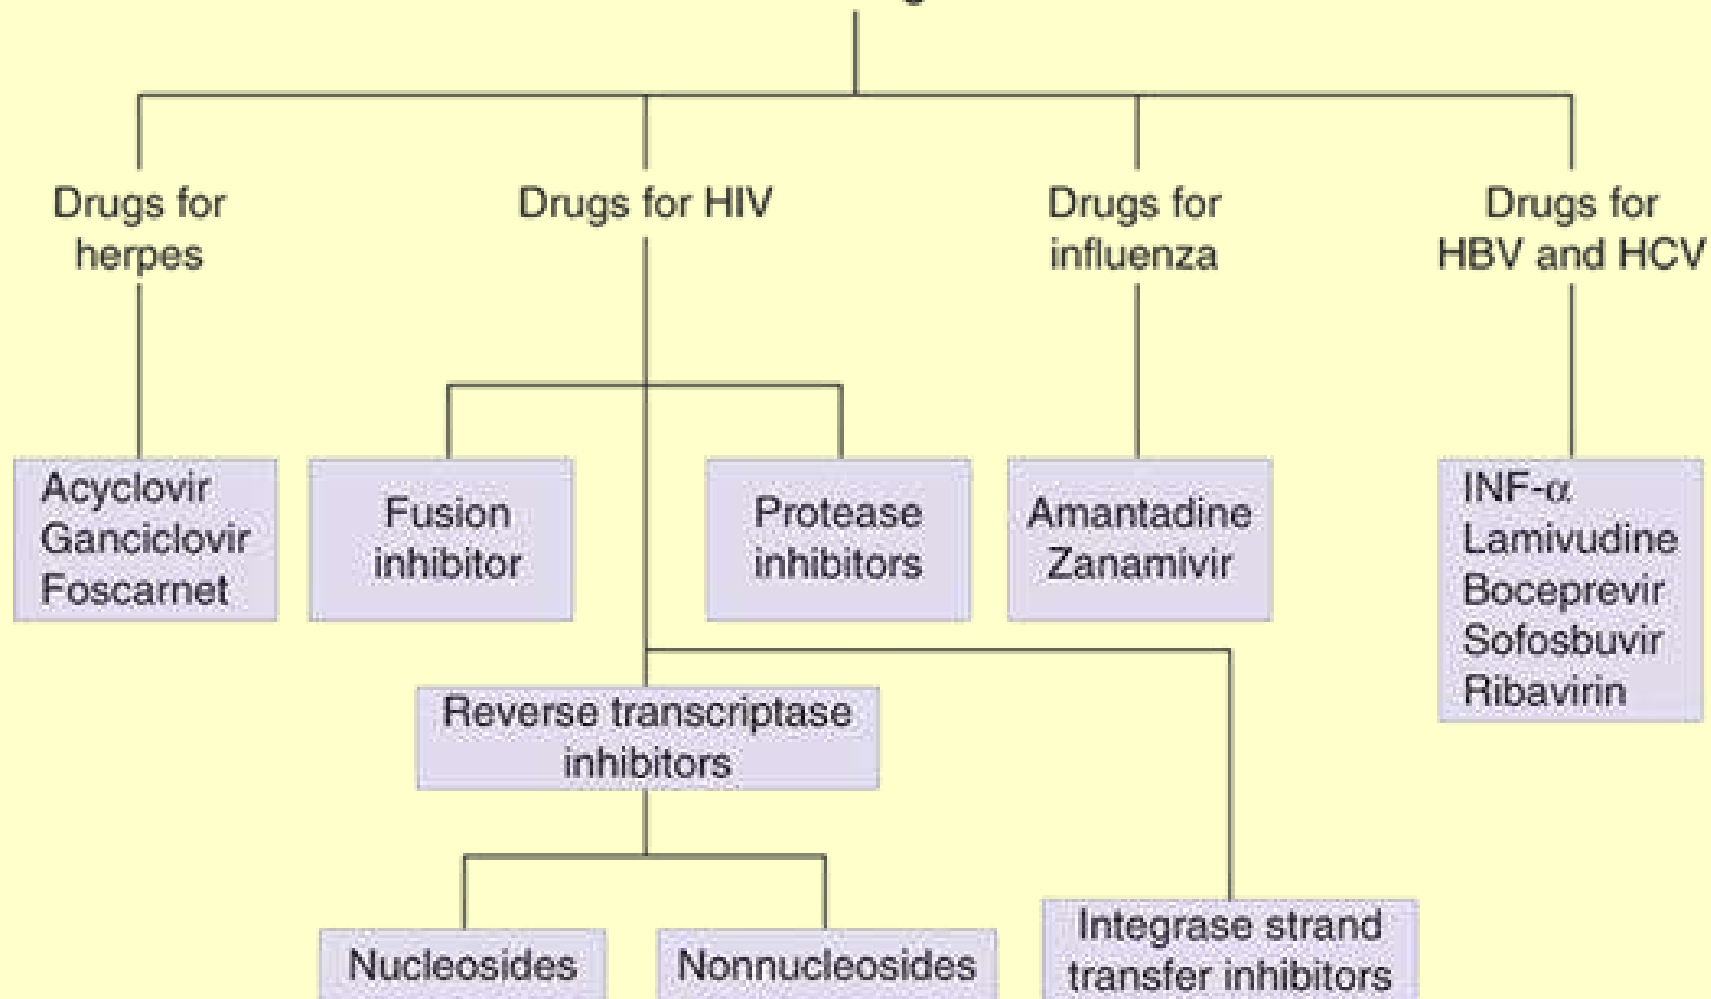 Drugs for
herpes
Drugs for HIV
Drugs for
influenza
Drugs for
HBV and HCV
Acyclovir
Ganciclovir
Foscarnet
Fusion
inhibitor
Protease
inhibitors
Amantadine
Zanamivir
INF-α
Lamivudine
Boceprevir
Sofosbuvir
Ribavirin
Reverse transcriptase
inhibitors
Nucleosides
Nonnucleosides
Integrase strand
transfer inhibitors